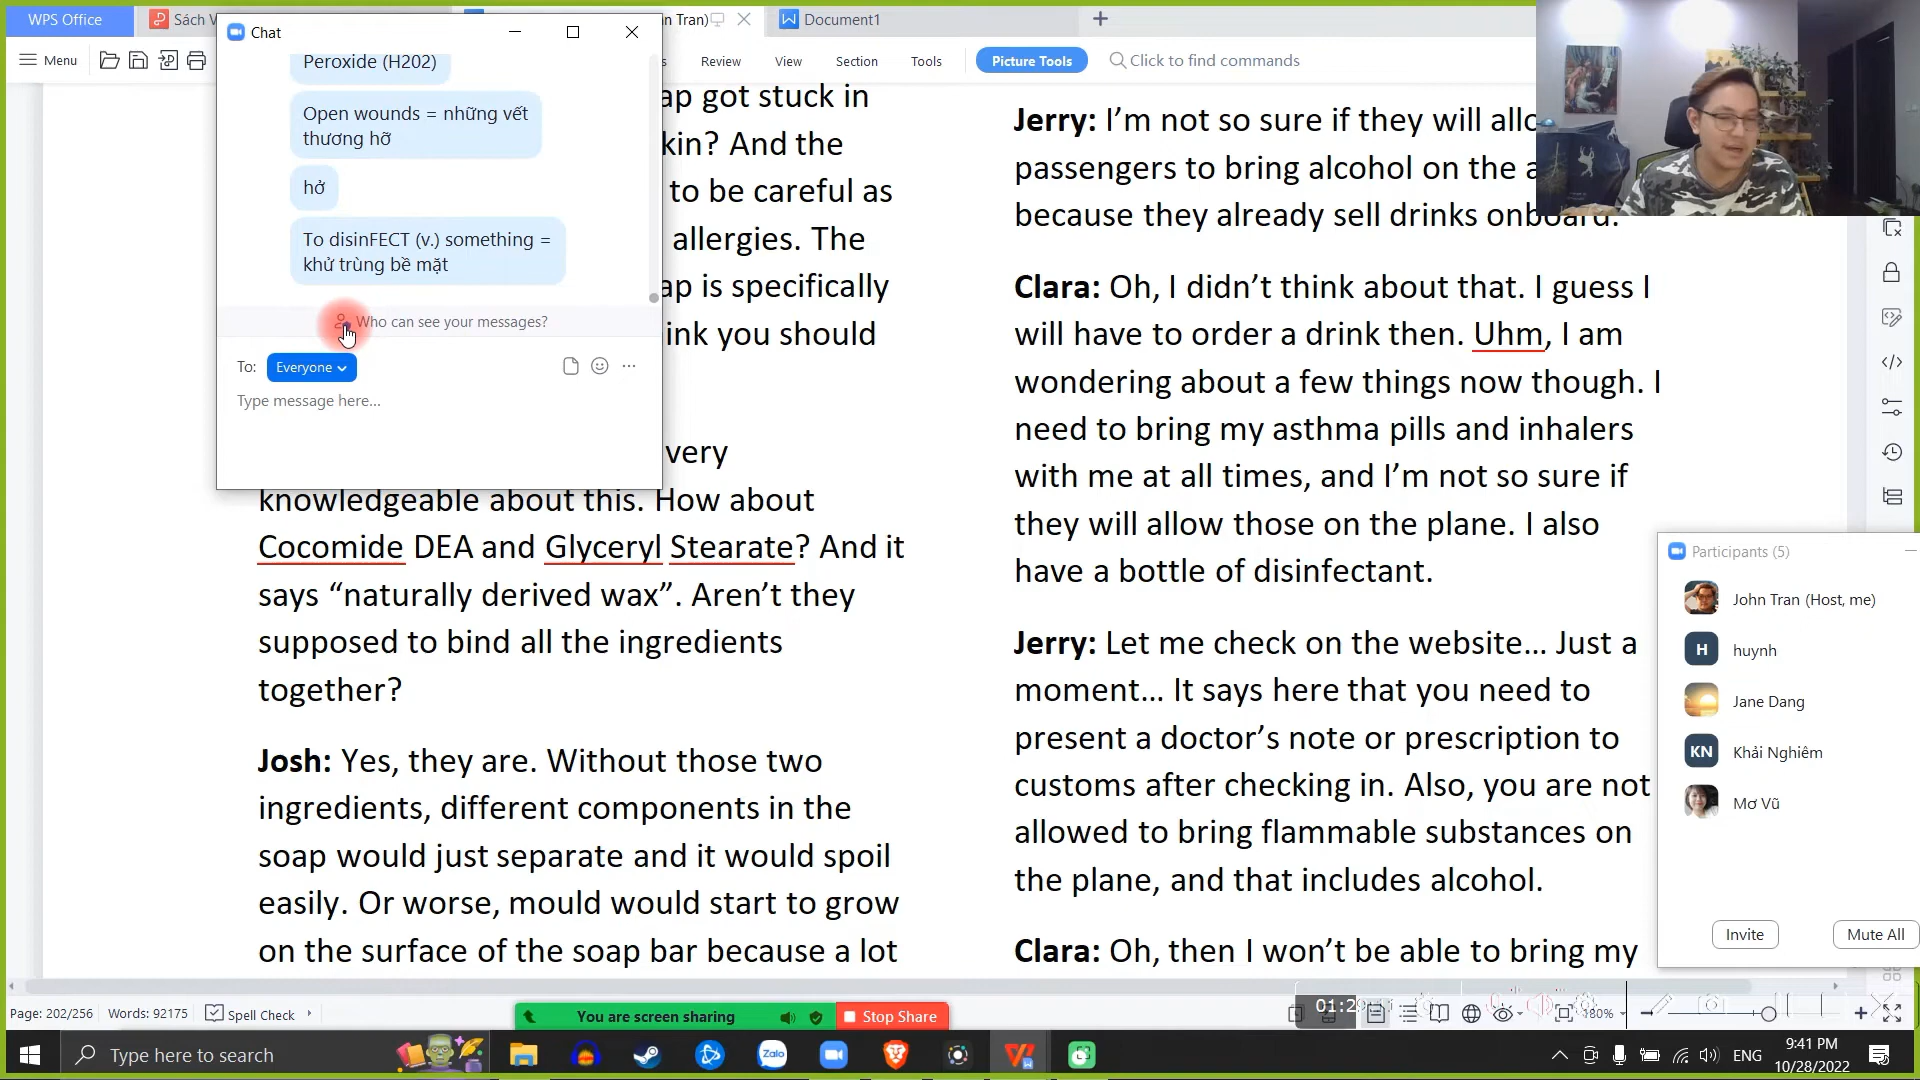 WPS Office
Sách V
n Tran)
Document1
Chat
Menu
Review
View
Section
Tools
Picture Tools
Click to find commands
Peroxide (H202)
Open wounds = những vết
thương hỡ
hở
To disinFECT (v.) something =
khử trùng bề mặt
Who can see your messages?
To: Everyone
Type message here...
ap got stuck in
kin? And the
to be careful as
allergies. The
ap is specifically
ink you should
very
knowledgeable about this. How about
Cocomide DEA and Glyceryl Stearate? And it
says “naturally derived wax”. Aren’t they
supposed to bind all the ingredients
together?
Josh: Yes, they are. Without those two
ingredients, different components in the
soap would just separate and it would spoil
easily. Or worse, mould would start to grow
on the surface of the soap bar because a lot
Jerry: I’m not so sure if they will allo
passengers to bring alcohol on the a
because they already sell drinks onboard.
Clara: Oh, I didn’t think about that. I guess I
will have to order a drink then. Uhm, I am
wondering about a few things now though. I
need to bring my asthma pills and inhalers
with me at all times, and I’m not so sure if
they will allow those on the plane. I also
have a bottle of disinfectant.
Jerry: Let me check on the website... Just a
moment... It says here that you need to
present a doctor’s note or prescription to
customs after checking in. Also, you are not
allowed to bring flammable substances on
the plane, and that includes alcohol.
Clara: Oh, then I won’t be able to bring my
Participants (5)
John Tran (Host, me)
H huynh
Jane Dang
KN Khải Nghiêm
Mơ Vũ
Invite
Mute All
Page: 202/256
Words: 92175
Spell Check
You are screen sharing
Stop Share
01:2
180%
Type here to search
Zalo
ENG
9:41 PM
10/28/2022